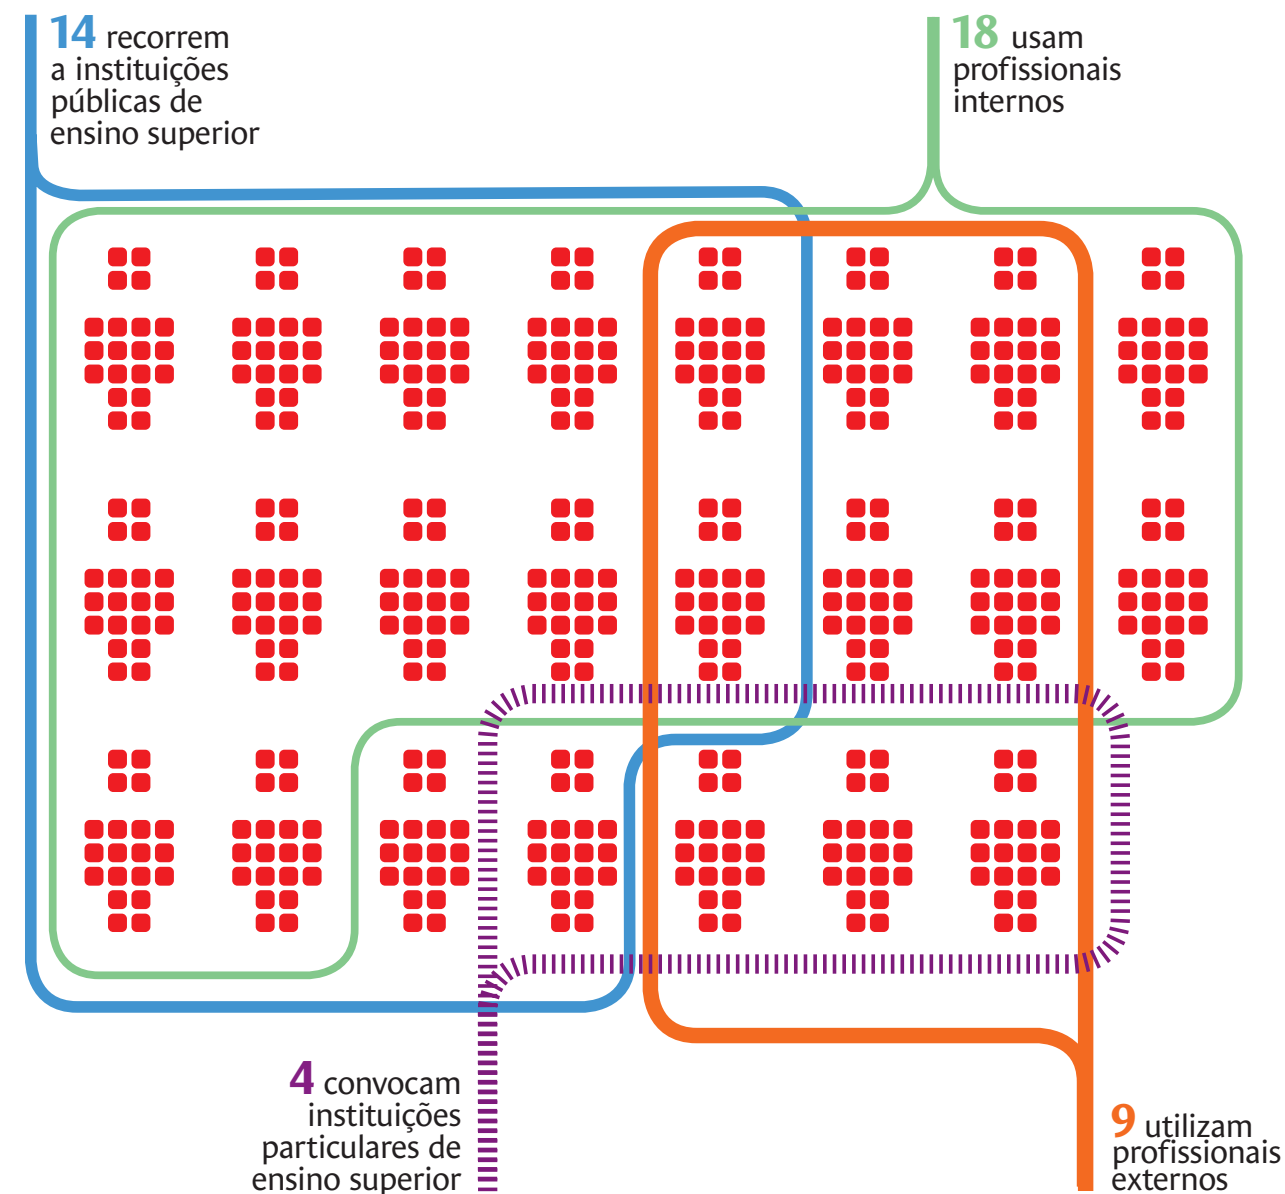 14 recorrem
a instituições
públicas de
ensino superior
18 usam
profissionais
internos
4 convocam
instituições
particulares de
ensino superior
9 utilizam
profissionais
externos